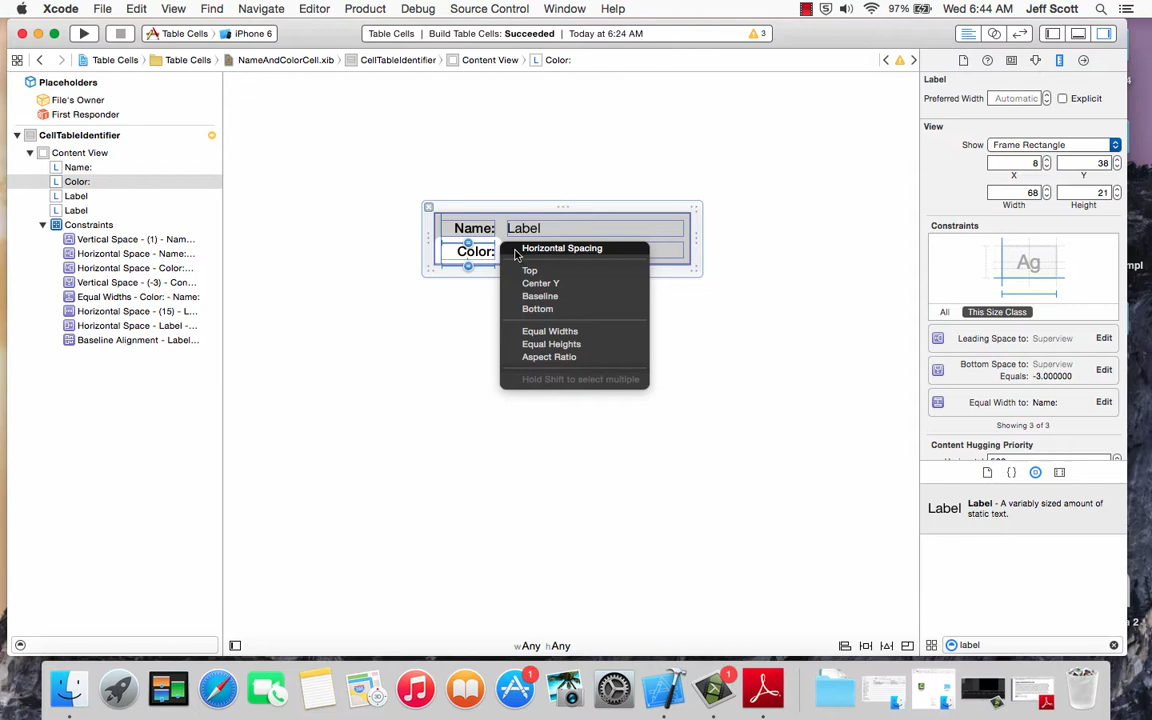 Xcode File Edit View Find Navigate Editor Product Debug Source Control Window Help 97% Wed 6:44 AM Jeff Scott
Table Cells iPhone 6 Table Cells | Build Table Cells: Succeeded | Today at 6:24 AM 3
Table Cells Table Cells NameAndColorCell.xib CellTableIdentifier Content View L Color:
Placeholders
File's Owner
First Responder
CellTableIdentifier
Content View
L Name:
L Color:
L Label
L Label
Constraints
Vertical Space - (1) - Nam...
Horizontal Space - Name:...
Horizontal Space - Color:...
Vertical Space - (-3) - Con...
Equal Widths - Color: - Name:
Horizontal Space - (15) - L...
Horizontal Space - Label -...
Baseline Alignment - Label...
Name: Label
Color:
Horizontal Spacing
Top
Center Y
Baseline
Bottom
Equal Widths
Equal Heights
Aspect Ratio
Hold Shift to select multiple
wAny hAny
Label
Preferred Width Automatic Explicit
View
Show Frame Rectangle
8 38
X Y
68 21
Width Height
Constraints
Ag
All This Size Class
Leading Space to: Superview Edit
Bottom Space to: Superview Edit
Equals: -3.000000
Equal Width to: Name: Edit
Showing 3 of 3
Content Hugging Priority
Label Label - A variably sized amount of
static text.
label
1
1